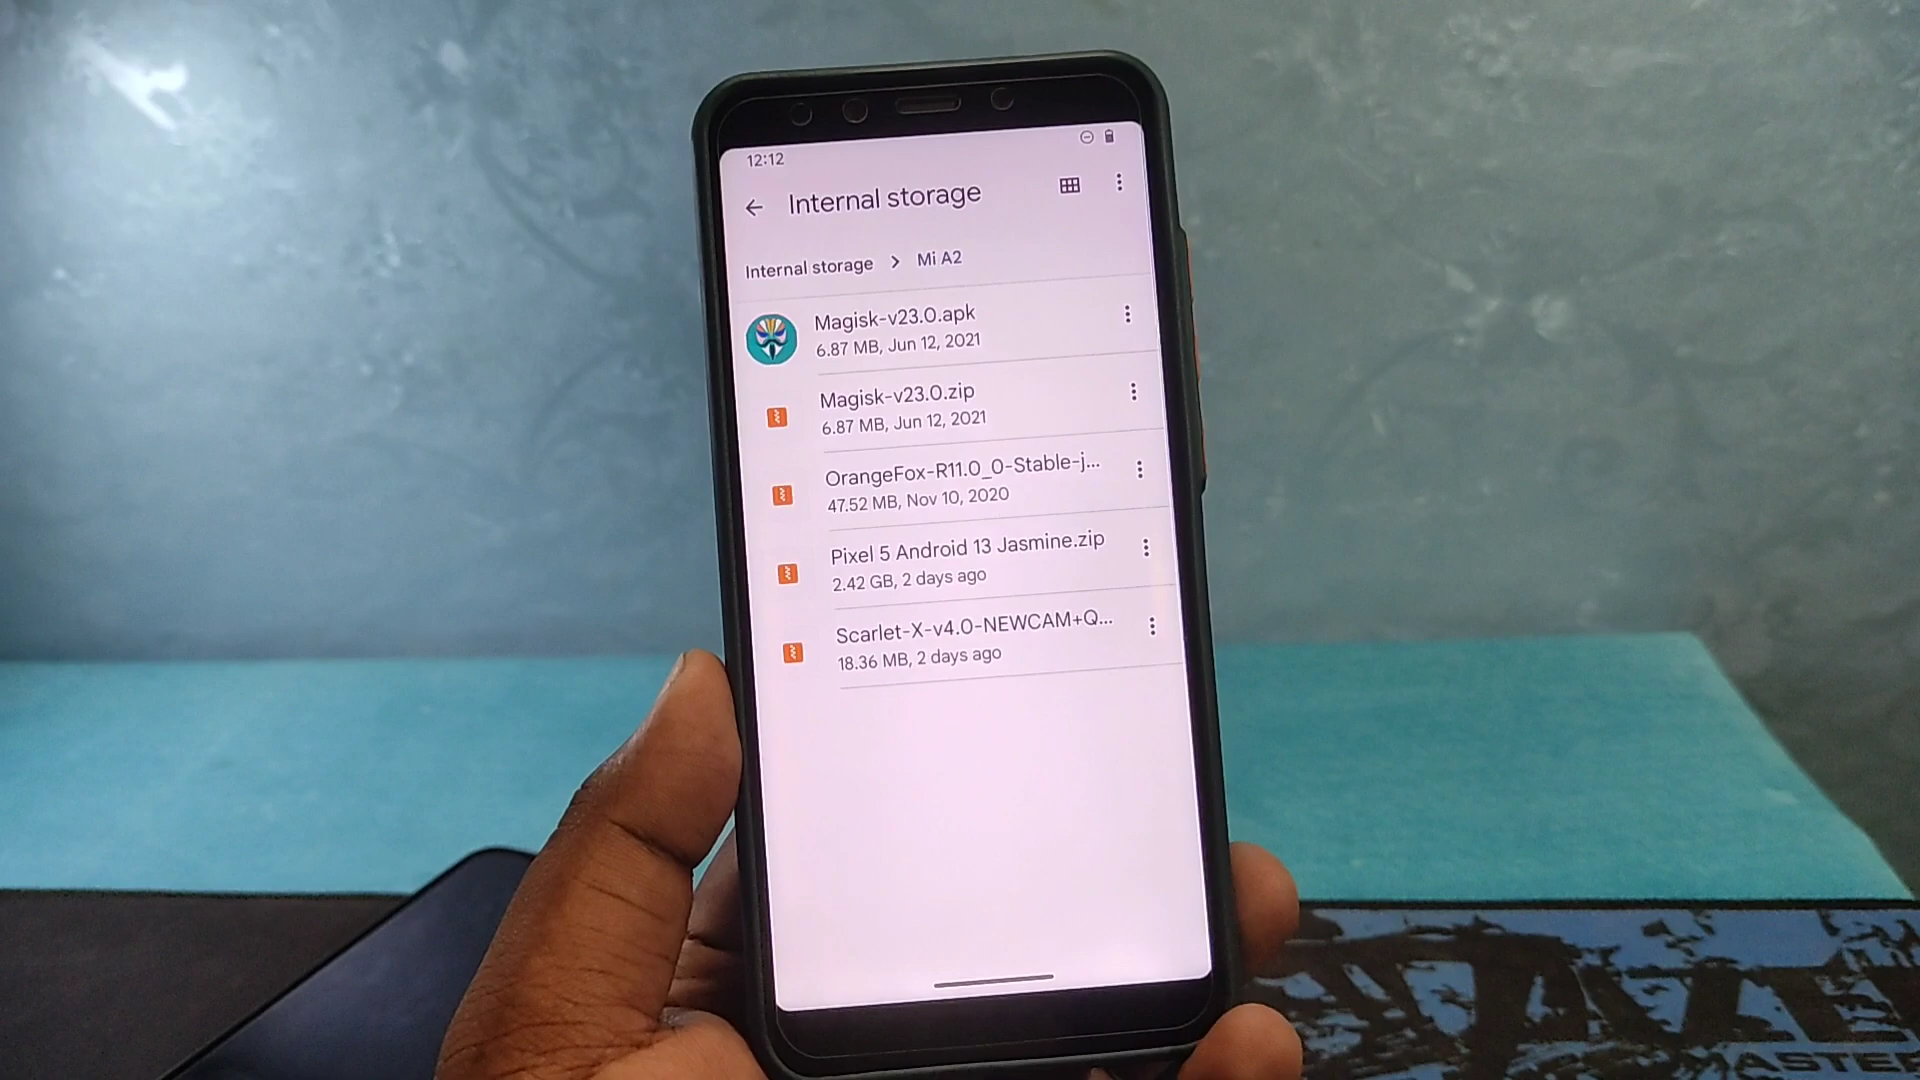 12:12
Internal storage
Internal storage > Mi A2
Magisk-v23.0.apk
6.87 MB, Jun 12, 2021
Magisk-v23.0.zip
6.87 MB, Jun 12, 2021
OrangeFox-R11.0_0-Stable-j...
47.52 MB, Nov 10, 2020
Pixel 5 Android 13 Jasmine.zip
2.42 GB, 2 days ago
Scarlet-X-v4.0-NEWCAM+Q...
18.36 MB, 2 days ago